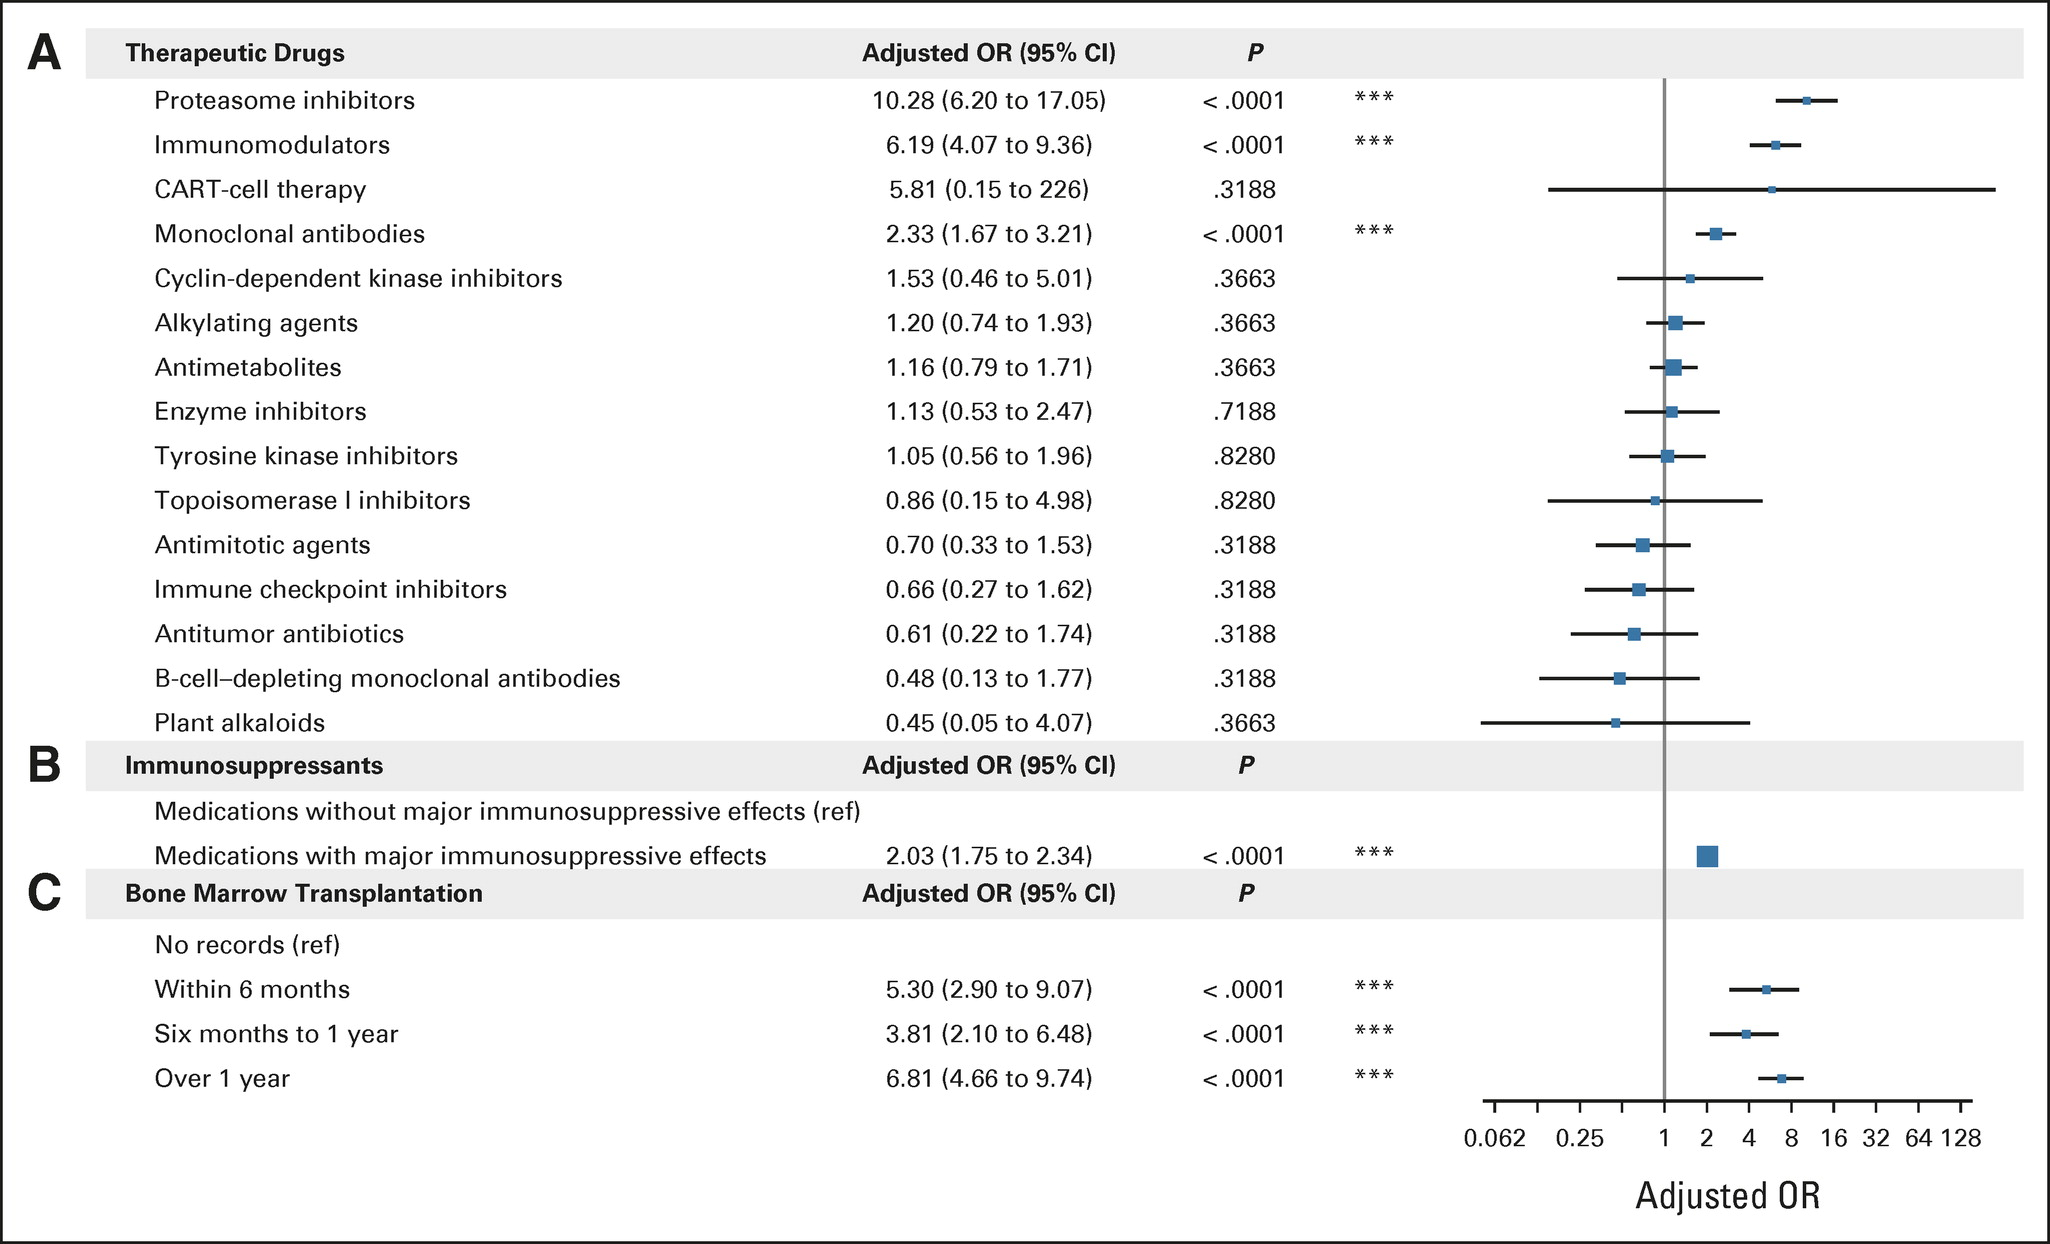 A Therapeutic Drugs Adjusted OR (95% CI) P
Proteasome inhibitors 10.28 (6.20 to 17.05) < .0001 ***
Immunomodulators 6.19 (4.07 to 9.36) < .0001 ***
CART-cell therapy 5.81 (0.15 to 226) .3188
Monoclonal antibodies 2.33 (1.67 to 3.21) < .0001 ***
Cyclin-dependent kinase inhibitors 1.53 (0.46 to 5.01) .3663
Alkylating agents 1.20 (0.74 to 1.93) .3663
Antimetabolites 1.16 (0.79 to 1.71) .3663
Enzyme inhibitors 1.13 (0.53 to 2.47) .7188
Tyrosine kinase inhibitors 1.05 (0.56 to 1.96) .8280
Topoisomerase I inhibitors 0.86 (0.15 to 4.98) .8280
Antimitotic agents 0.70 (0.33 to 1.53) .3188
Immune checkpoint inhibitors 0.66 (0.27 to 1.62) .3188
Antitumor antibiotics 0.61 (0.22 to 1.74) .3188
B-cell–depleting monoclonal antibodies 0.48 (0.13 to 1.77) .3188
Plant alkaloids 0.45 (0.05 to 4.07) .3663
B Immunosuppressants Adjusted OR (95% CI) P
Medications without major immunosuppressive effects (ref)
Medications with major immunosuppressive effects 2.03 (1.75 to 2.34) < .0001 ***
C Bone Marrow Transplantation Adjusted OR (95% CI) P
No records (ref)
Within 6 months 5.30 (2.90 to 9.07) < .0001 ***
Six months to 1 year 3.81 (2.10 to 6.48) < .0001 ***
Over 1 year 6.81 (4.66 to 9.74) < .0001 ***
0.062 0.25 1 2 4 8 16 32 64 128
Adjusted OR